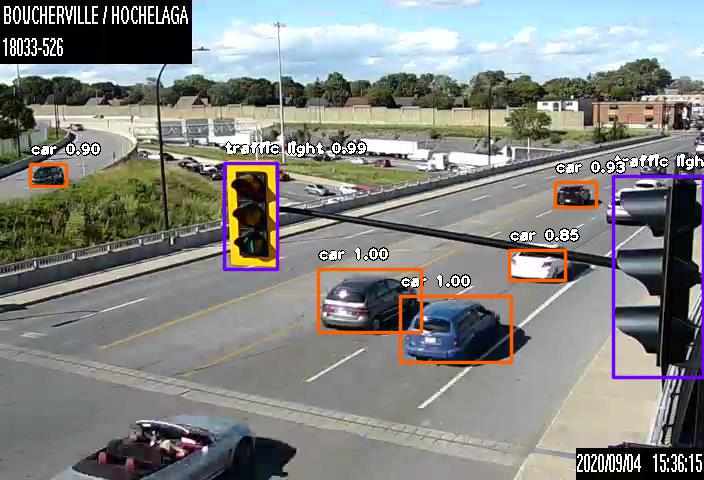 BOUCHERVILLE / HOCHELAGA
18033-526
car 0.90
traffic light 0.99
car 0.93
traffic ligh
car 0.85
car 1.00
car 1.00
2020/09/04 15:36:15